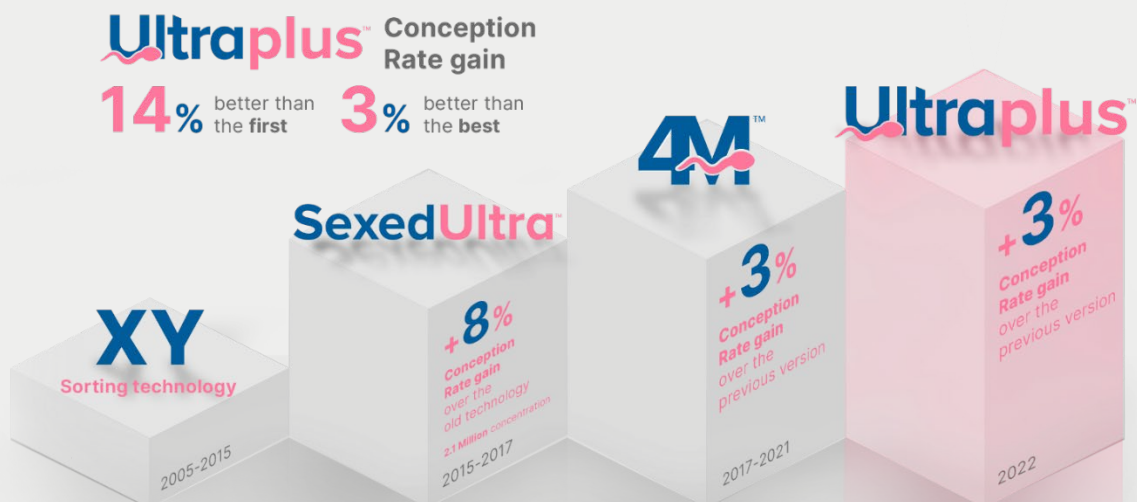 Ultraplus™ Conception
Rate gain
14% better than
the first
3% better than
the best
XY
Sorting technology
2005-2015
SexedUltra™
+8%
Conception
Rate gain
over the
old technology
2.1 Million concentration
2015-2017
4M™
+3%
Conception
Rate gain
over the
previous version
2017-2021
Ultraplus™
+3%
Conception
Rate gain
over the
previous version
2022